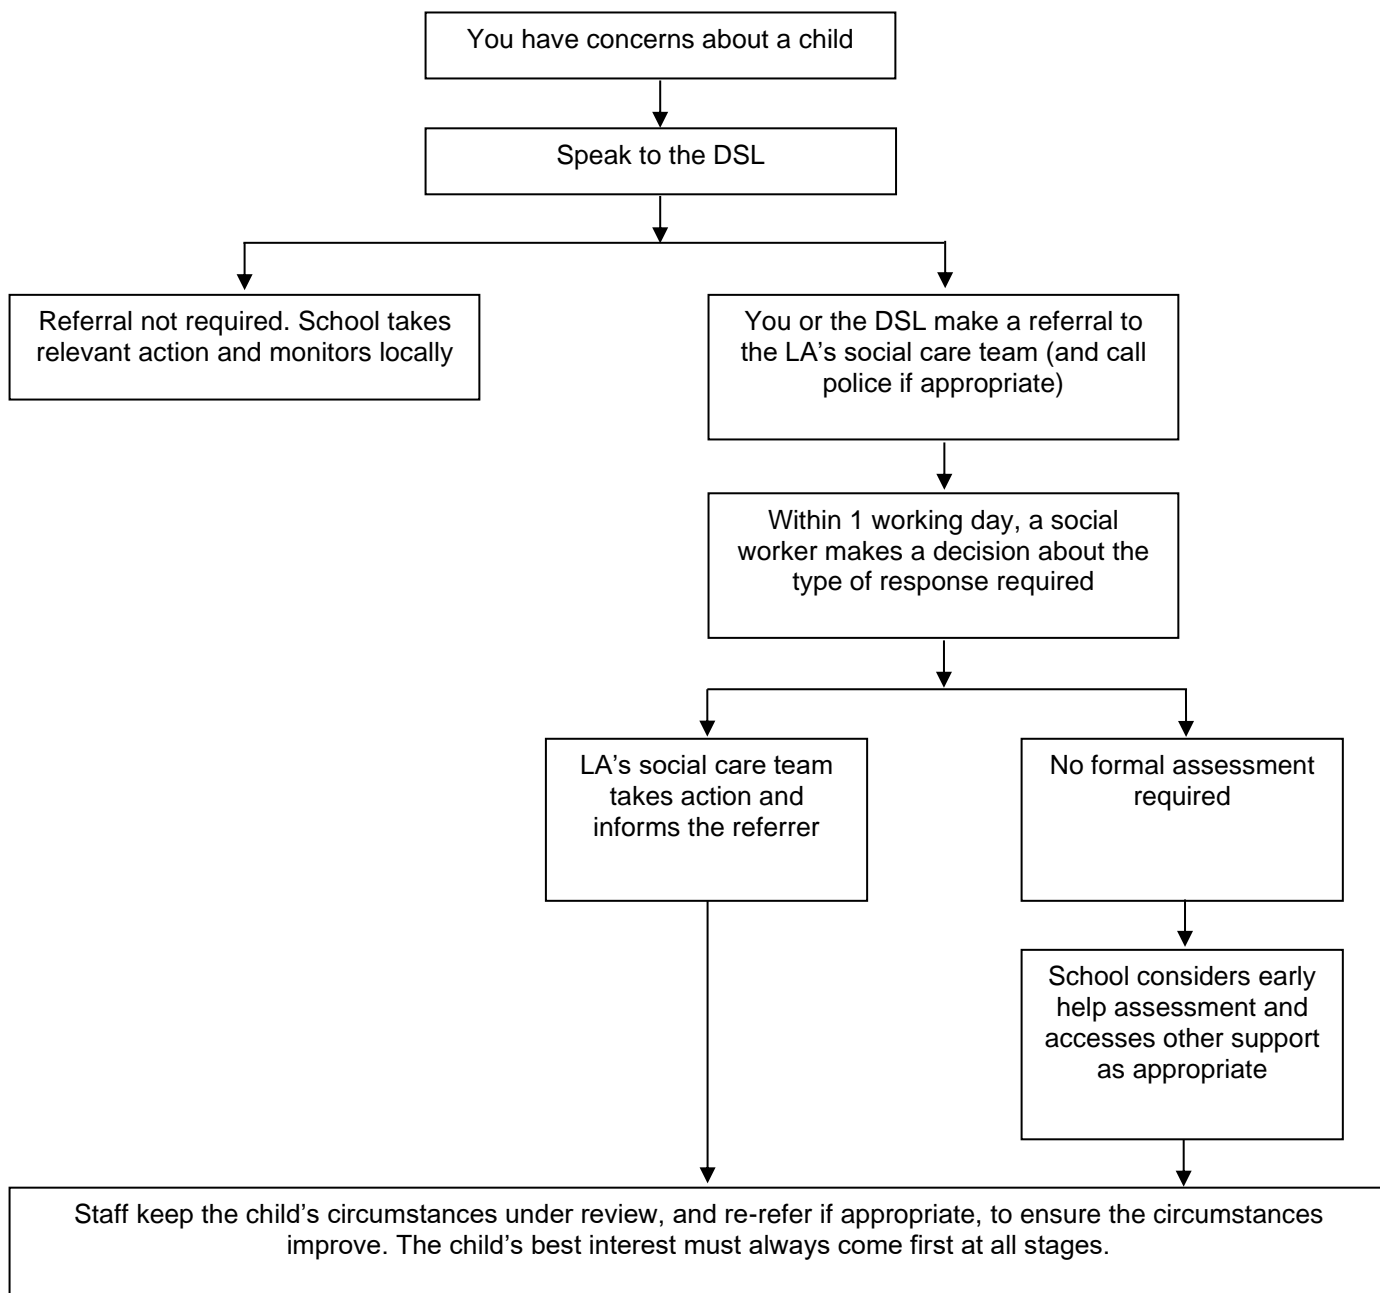 You have concerns about a child
Speak to the DSL
Referral not required. School takes
relevant action and monitors locally
You or the DSL make a referral to
the LA’s social care team (and call
police if appropriate)
Within 1 working day, a social
worker makes a decision about the
type of response required
LA’s social care team
takes action and
informs the referrer
No formal assessment
required
School considers early
help assessment and
accesses other support
as appropriate
Staff keep the child’s circumstances under review, and re-refer if appropriate, to ensure the circumstances
improve. The child’s best interest must always come first at all stages.